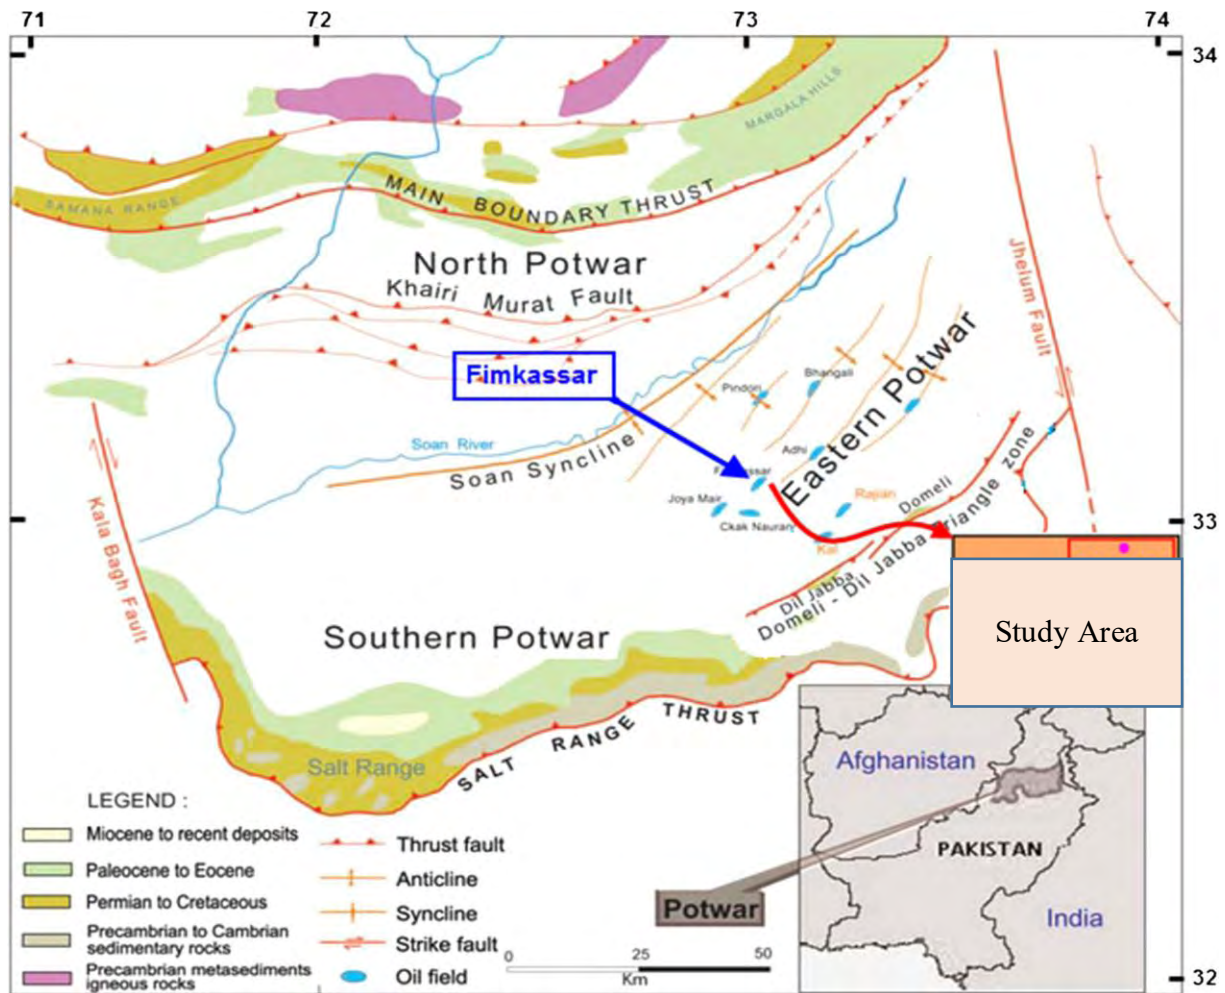 71 72 73 74
34
MARGALA HILLS
SAMANA RANGE
MAIN BOUNDARY THRUST
North Potwar
Khairi Murat Fault
Jhelum Fault
Fimkassar
Pindori
Bhangali
Eastern Potwar
Soan River
Soan Syncline
Adhi
Joya Mair
Rajian
Ckak Nauran
Domeli
33
Kal
Kala Bagh Fault
Dil Jabba
Domeli - Dil Jabba Triangle zone
Study Area
Southern Potwar
SALT RANGE THRUST
Salt Range
Afghanistan
PAKISTAN
India
Potwar
LEGEND :
Miocene to recent deposits
Paleocene to Eocene
Permian to Cretaceous
Precambrian to Cambrian
sedimentary rocks
Precambrian metasediments
igneous rocks
Thrust fault
Anticline
Syncline
Strike fault
Oil field
0 25 50
Km
32